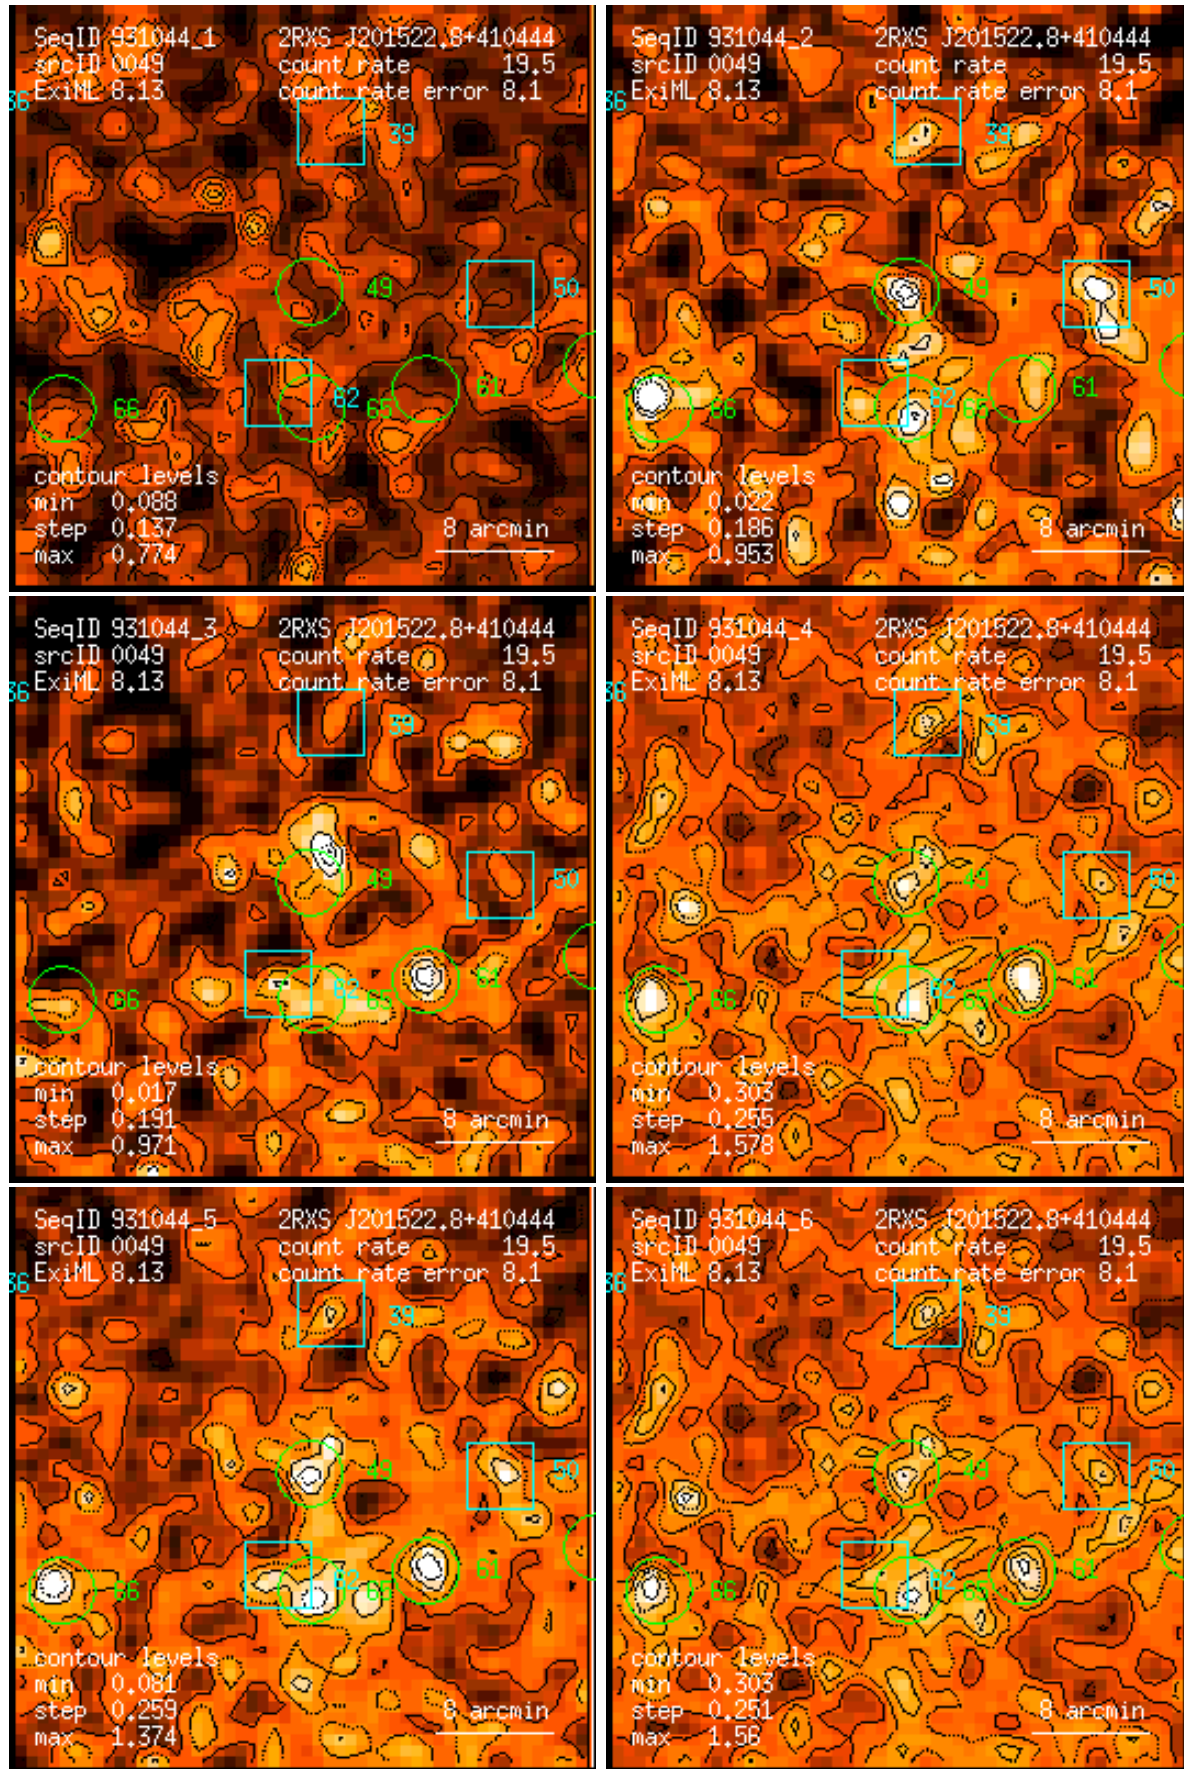 SeqID 931044_1 2RXS J201522.8+410444
srcID 0049 count rate 19.5
ExiML 8.13 count rate error 8.1
36
39
49
50
61
62
65
66
contour levels
min 0.088
step 0.137
max 0.774
8 arcmin
SeqID 931044_2 2RXS J201522.8+410444
srcID 0049 count rate 19.5
ExiML 8.13 count rate error 8.1
36
39
49
50
61
62
65
66
contour levels
min 0.022
step 0.186
max 0.953
8 arcmin
SeqID 931044_3 2RXS J201522.8+410444
srcID 0049 count rate 19.5
ExiML 8.13 count rate error 8.1
36
39
49
50
61
62
65
66
contour levels
min 0.017
step 0.191
max 0.971
8 arcmin
SeqID 931044_4 2RXS J201522.8+410444
srcID 0049 count rate 19.5
ExiML 8.13 count rate error 8.1
36
39
49
50
61
62
65
66
contour levels
min 0.303
step 0.255
max 1.578
8 arcmin
SeqID 931044_5 2RXS J201522.8+410444
srcID 0049 count rate 19.5
ExiML 8.13 count rate error 8.1
36
39
49
50
61
62
65
66
contour levels
min 0.081
step 0.259
max 1.374
8 arcmin
SeqID 931044_6 2RXS J201522.8+410444
srcID 0049 count rate 19.5
ExiML 8.13 count rate error 8.1
36
39
49
50
61
62
65
66
contour levels
min 0.303
step 0.251
max 1.56
8 arcmin